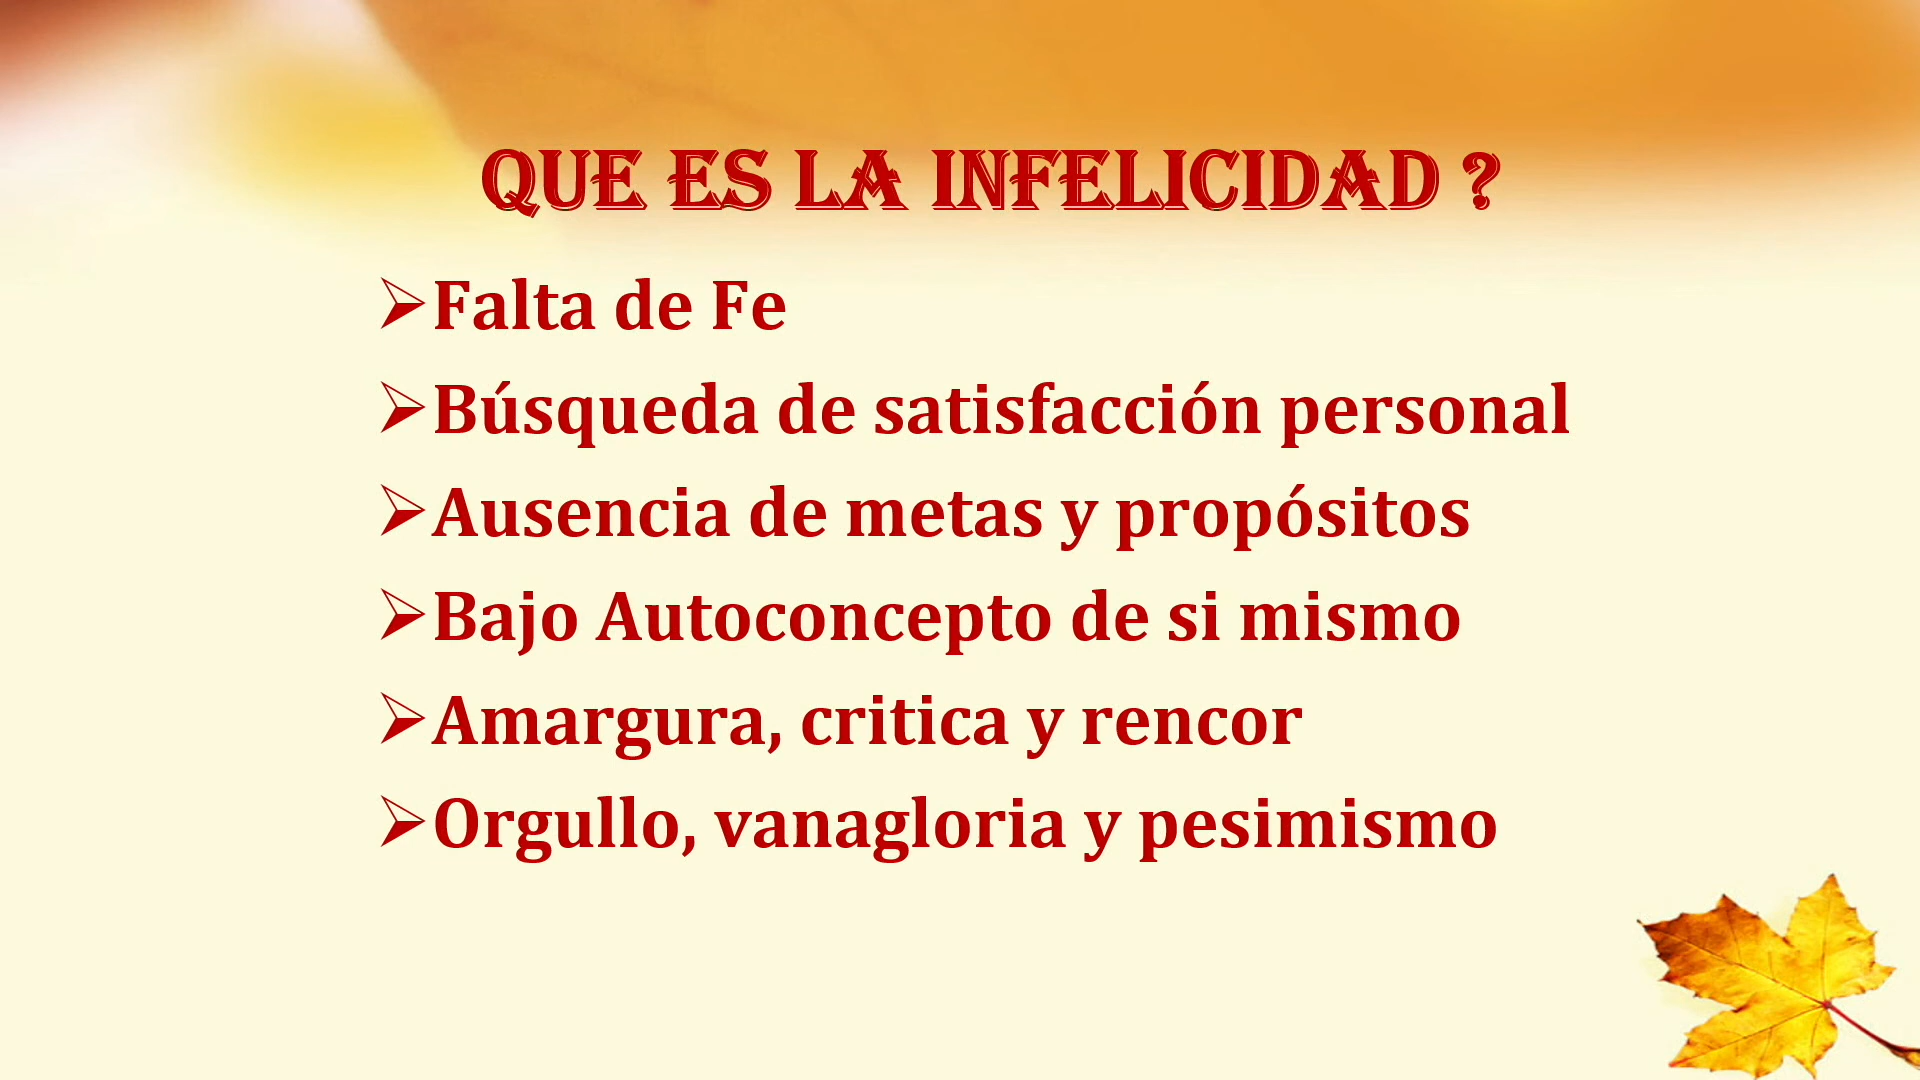 QUE ES LA INFELICIDAD ?
➢Falta de Fe
➢Búsqueda de satisfacción personal
➢Ausencia de metas y propósitos
➢Bajo Autoconcepto de si mismo
➢Amargura, critica y rencor
➢Orgullo, vanagloria y pesimismo